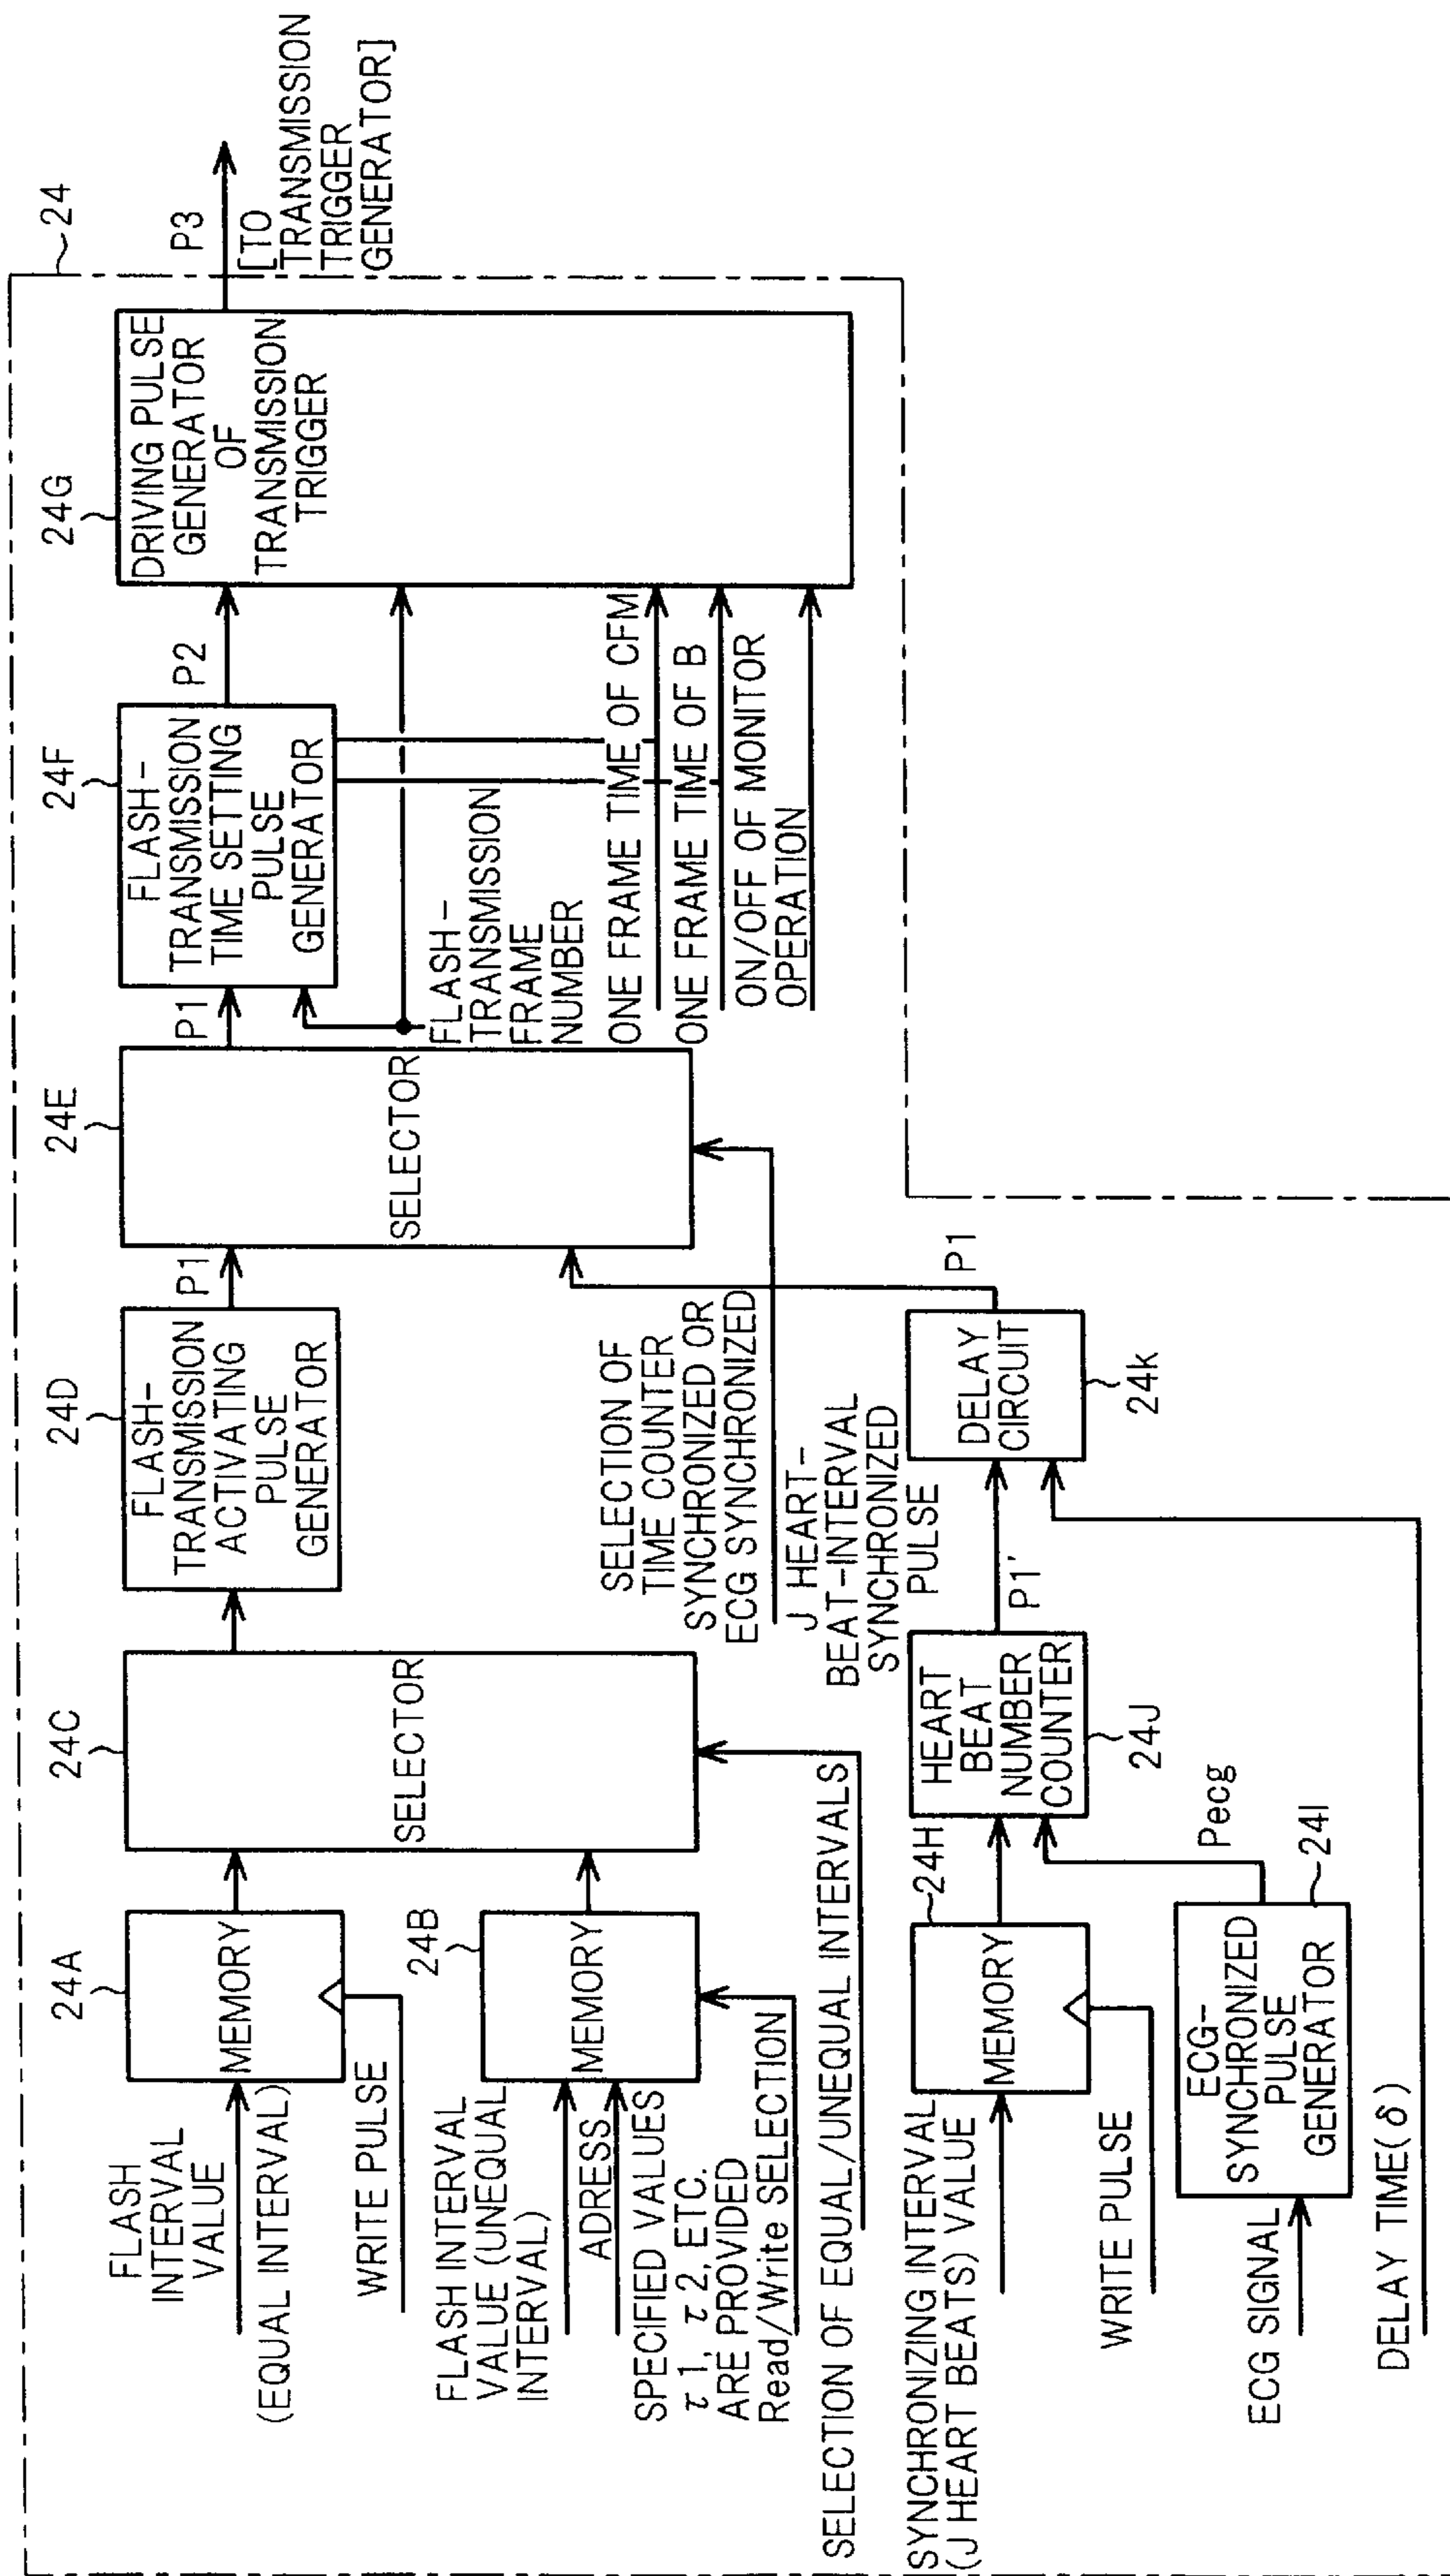 24
24A
FLASH
INTERVAL
VALUE
(EQUAL INTERVAL)
MEMORY
WRITE PULSE
24B
FLASH INTERVAL
VALUE (UNEQUAL
INTERVAL)
ADRESS
MEMORY
SPECIFIED VALUES
τ1, τ2, ETC.
ARE PROVIDED
Read/Write SELECTION
24C
SELECTOR
SELECTION OF EQUAL/UNEQUAL INTERVALS
24D
FLASH-
TRANSMISSION
ACTIVATING
PULSE
GENERATOR
P1
24E
SELECTOR
SELECTION OF
TIME COUNTER
SYNCHRONIZED OR
ECG SYNCHRONIZED
P1
24F
FLASH-
TRANSMISSION
TIME SETTING
PULSE
GENERATOR
P2
FLASH-
TRANSMISSION
FRAME
NUMBER
ONE FRAME TIME OF CFM
ONE FRAME TIME OF B
ON/OFF OF MONITOR
OPERATION
24G
DRIVING PULSE
GENERATOR
OF
TRANSMISSION
TRIGGER
P3
[TO
TRANSMISSION
TRIGGER
GENERATOR]
SYNCHRONIZING INTERVAL
(J HEART BEATS) VALUE
24H
MEMORY
WRITE PULSE
ECG SIGNAL
ECG-
SYNCHRONIZED
PULSE
GENERATOR
24I
Pecg
HEART
BEAT
NUMBER
COUNTER
24J
J HEART-
BEAT-INTERVAL
SYNCHRONIZED
PULSE
P1'
DELAY
CIRCUIT
24k
P1
DELAY TIME(δ)